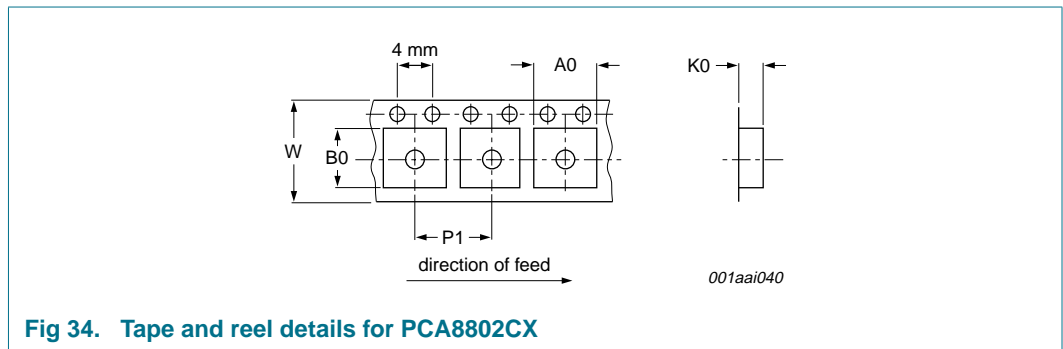 4 mm
A0
K0
W
B0
P1
direction of feed
001aai040
Fig 34. Tape and reel details for PCA8802CX